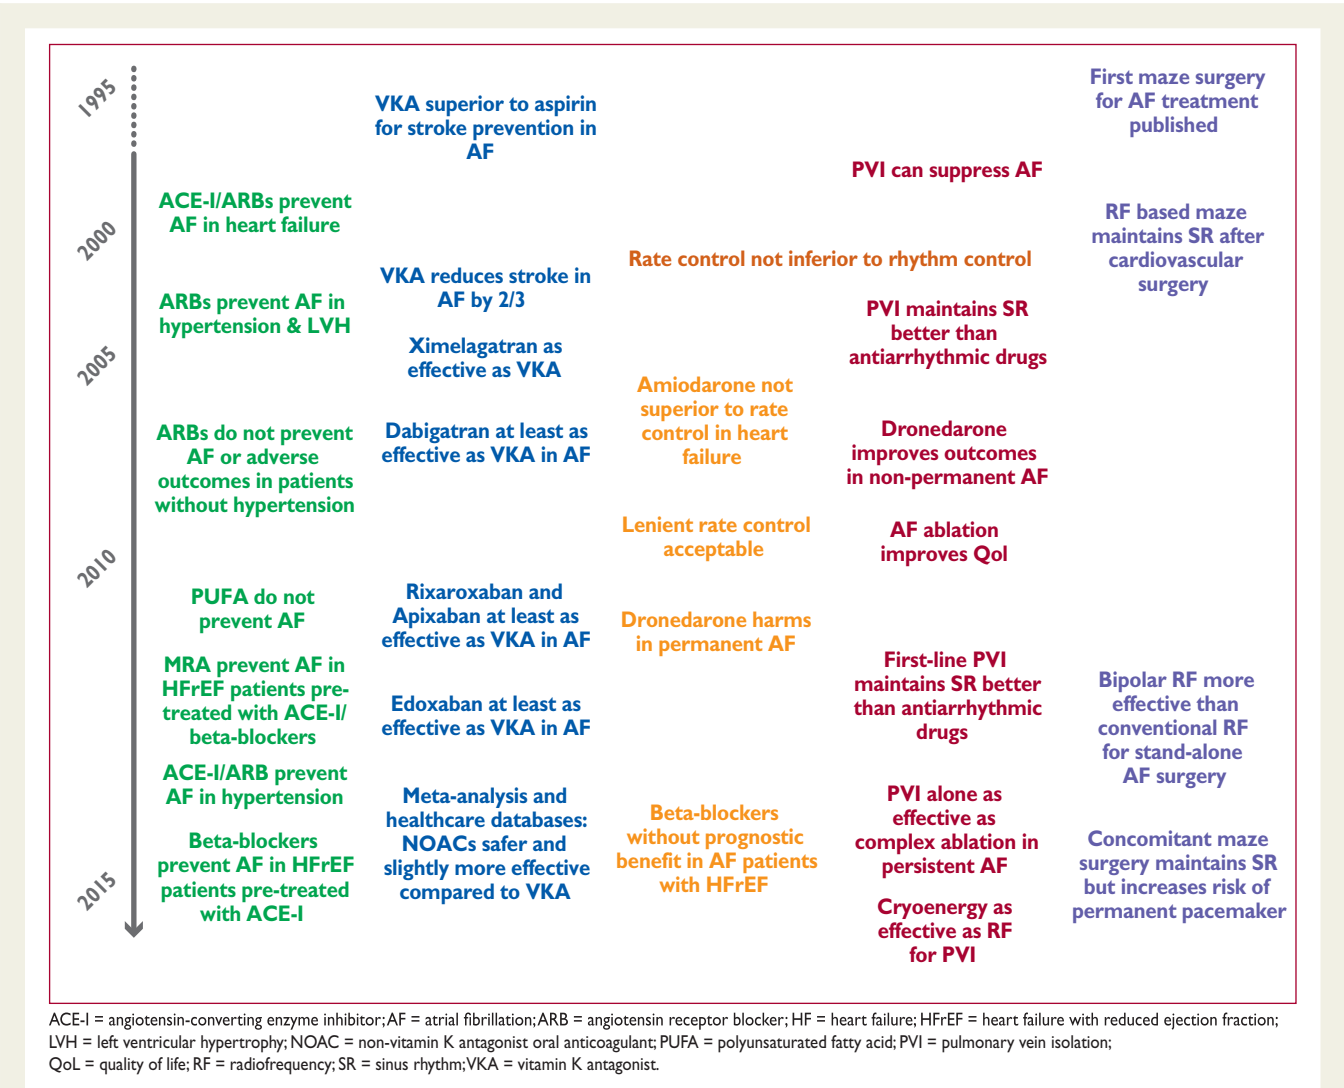 1995
2000
2005
2010
2015
ACE-I/ARBs prevent
AF in heart failure
ARBs prevent AF in
hypertension & LVH
ARBs do not prevent
AF or adverse
outcomes in patients
without hypertension
PUFA do not
prevent AF
MRA prevent AF in
HFrEF patients pre-
treated with ACE-I/
beta-blockers
ACE-I/ARB prevent
AF in hypertension
Beta-blockers
prevent AF in HFrEF
patients pre-treated
with ACE-I
VKA superior to aspirin
for stroke prevention in
AF
VKA reduces stroke in
AF by 2/3
Ximelagatran as
effective as VKA
Dabigatran at least as
effective as VKA in AF
Rixaroxaban and
Apixaban at least as
effective as VKA in AF
Edoxaban at least as
effective as VKA in AF
Meta-analysis and
healthcare databases:
NOACs safer and
slightly more effective
compared to VKA
Rate control not inferior to rhythm control
Amiodarone not
superior to rate
control in heart
failure
Lenient rate control
acceptable
Dronedarone harms
in permanent AF
Beta-blockers
without prognostic
benefit in AF patients
with HFrEF
PVI can suppress AF
PVI maintains SR
better than
antiarrhythmic drugs
Dronedarone
improves outcomes
in non-permanent AF
AF ablation
improves Qol
First-line PVI
maintains SR better
than antiarrhythmic
drugs
PVI alone as
effective as
complex ablation in
persistent AF
Cryoenergy as
effective as RF
for PVI
First maze surgery
for AF treatment
published
RF based maze
maintains SR after
cardiovascular
surgery
Bipolar RF more
effective than
conventional RF
for stand-alone
AF surgery
Concomitant maze
surgery maintains SR
but increases risk of
permanent pacemaker
ACE-I = angiotensin-converting enzyme inhibitor; AF = atrial fibrillation; ARB = angiotensin receptor blocker; HF = heart failure; HFrEF = heart failure with reduced ejection fraction;
LVH = left ventricular hypertrophy; NOAC = non-vitamin K antagonist oral anticoagulant; PUFA = polyunsaturated fatty acid; PVI = pulmonary vein isolation;
QoL = quality of life; RF = radiofrequency; SR = sinus rhythm; VKA = vitamin K antagonist.